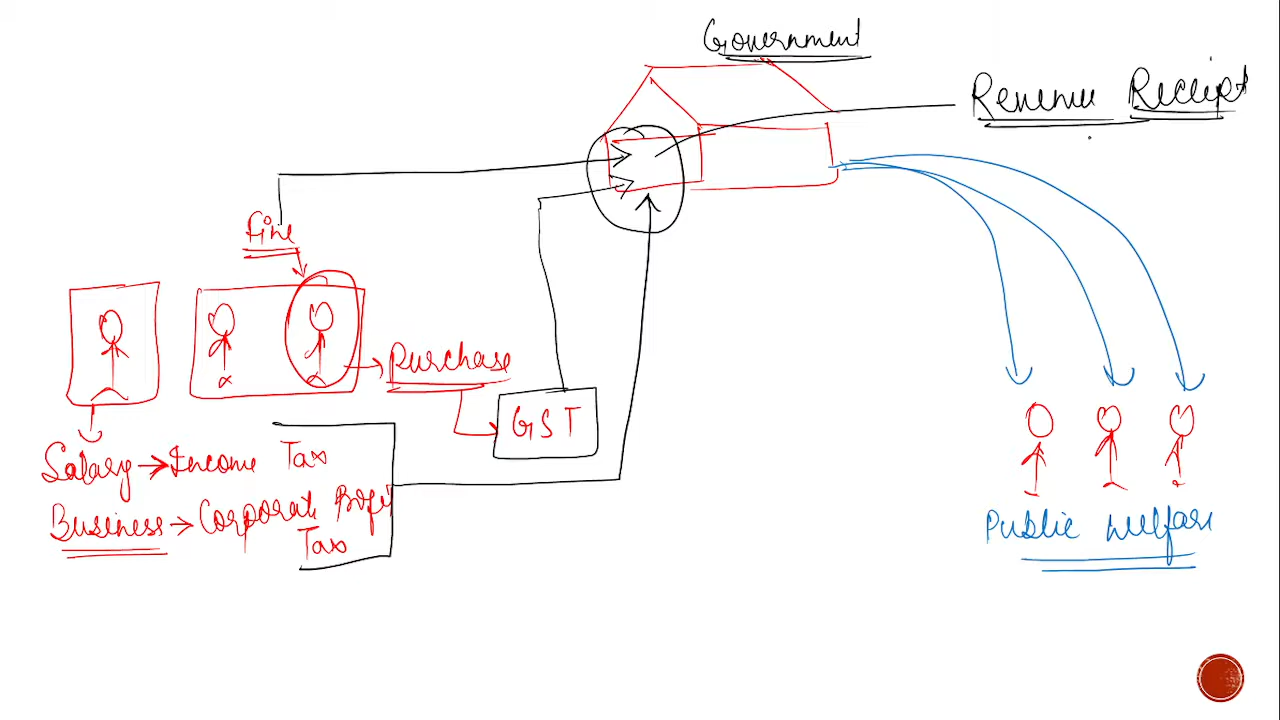 Government
Revenue Receipt
Fine
Purchase
GST
Salary → Income Tax
Business → Corporate Profit
Tax
Public Welfare